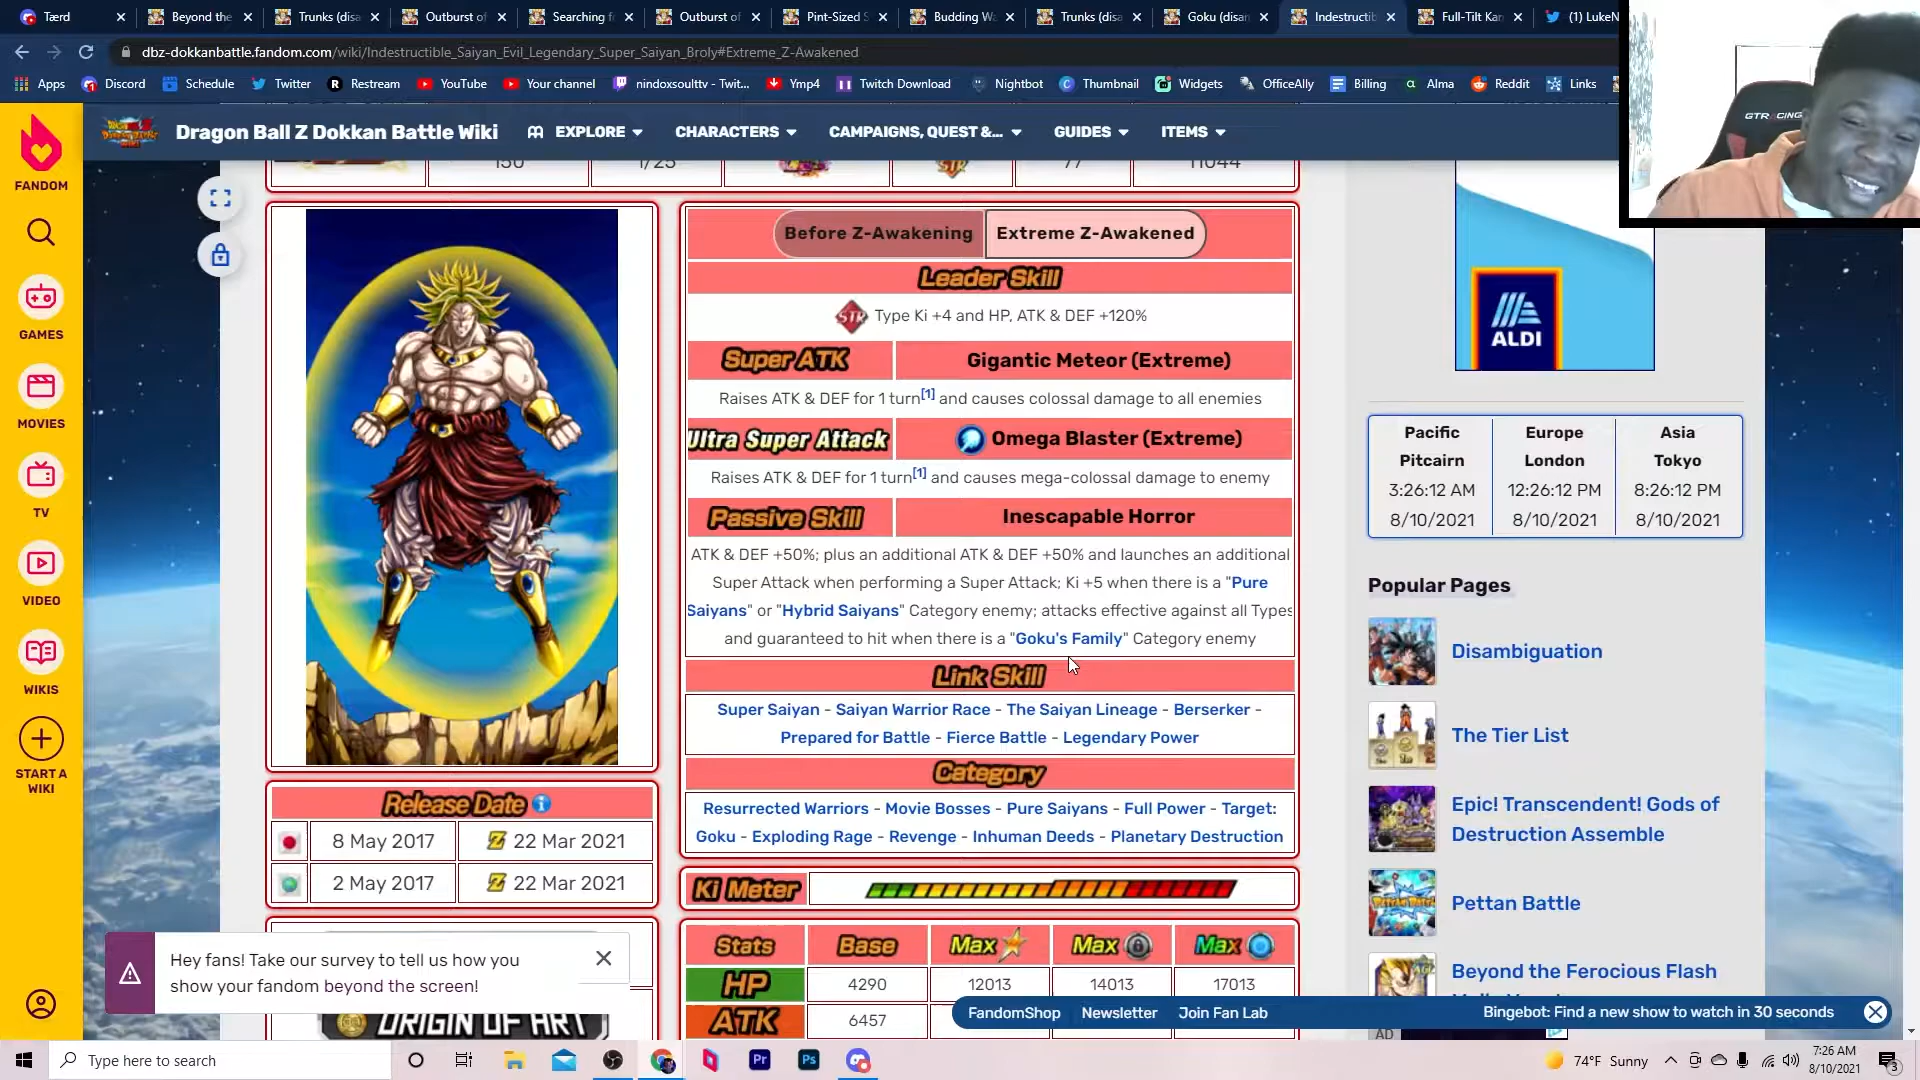 Tærd
Beyond the
Trunks (disa
Outburst of
Searching f
Outburst of
Pint-Sized S
Budding Wa
Trunks (disa
Goku (disan
Indestructib
Full-Tilt Kan
(1) LukeN
dbz-dokkanbattle.fandom.com/wiki/Indestructible_Saiyan_Evil_Legendary_Super_Saiyan_Broly#Extreme_Z-Awakened
Apps
Discord
Schedule
Twitter
Restream
YouTube
Your channel
nindoxsoulttv - Twit...
Ymp4
Twitch Download
Nightbot
Thumbnail
Widgets
OfficeAlly
Billing
Alma
Reddit
Links
GTRACING
Dragon Ball Z Dokkan Battle Wiki
EXPLORE
CHARACTERS
CAMPAIGNS, QUEST &...
GUIDES
ITEMS
FANDOM
GAMES
MOVIES
TV
VIDEO
WIKIS
START A
WIKI
150
1/25
STR
77
11044
Before Z-Awakening
Extreme Z-Awakened
Leader Skill
STR Type Ki +4 and HP, ATK & DEF +120%
Super ATK
Gigantic Meteor (Extreme)
Raises ATK & DEF for 1 turn[1] and causes colossal damage to all enemies
Ultra Super Attack
Omega Blaster (Extreme)
Raises ATK & DEF for 1 turn[1] and causes mega-colossal damage to enemy
Passive Skill
Inescapable Horror
ATK & DEF +50%; plus an additional ATK & DEF +50% and launches an additional
Super Attack when performing a Super Attack; Ki +5 when there is a "Pure
Saiyans" or "Hybrid Saiyans" Category enemy; attacks effective against all Types
and guaranteed to hit when there is a "Goku's Family" Category enemy
Link Skill
Super Saiyan - Saiyan Warrior Race - The Saiyan Lineage - Berserker -
Prepared for Battle - Fierce Battle - Legendary Power
Category
Resurrected Warriors - Movie Bosses - Pure Saiyans - Full Power - Target:
Goku - Exploding Rage - Revenge - Inhuman Deeds - Planetary Destruction
Ki Meter
Stats
Base
Max
Max
Max
HP
4290
12013
14013
17013
ATK
6457
Release Date
8 May 2017
Z 22 Mar 2021
2 May 2017
Z 22 Mar 2021
Hey fans! Take our survey to tell us how you
show your fandom beyond the screen!
ORIGIN OF ART
ALDI
Pacific
Pitcairn
3:26:12 AM
8/10/2021
Europe
London
12:26:12 PM
8/10/2021
Asia
Tokyo
8:26:12 PM
8/10/2021
Popular Pages
Disambiguation
The Tier List
Epic! Transcendent! Gods of
Destruction Assemble
Pettan Battle
Beyond the Ferocious Flash
AD
FandomShop
Newsletter
Join Fan Lab
Bingebot: Find a new show to watch in 30 seconds
Type here to search
Pr
Ps
74°F Sunny
7:26 AM
8/10/2021
3